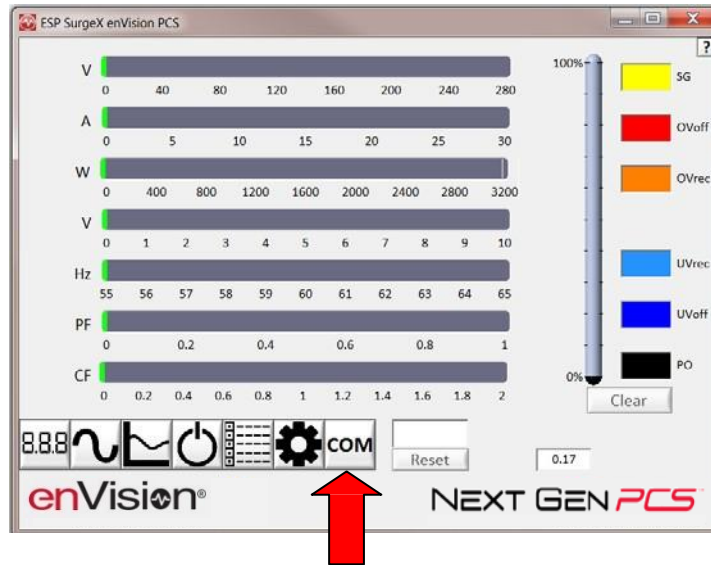 ESP SurgeX enVision PCS
?
V
0 40 80 120 160 200 240 280
A
0 5 10 15 20 25 30
W
0 400 800 1200 1600 2000 2400 2800 3200
V
0 1 2 3 4 5 6 7 8 9 10
Hz
55 56 57 58 59 60 61 62 63 64 65
PF
0 0.2 0.4 0.6 0.8 1
CF
0 0.2 0.4 0.6 0.8 1 1.2 1.4 1.6 1.8 2
100%
0%
SG
OVoff
OVrec
UVrec
UVoff
PO
Clear
8.8.8
COM
Reset
0.17
enVision®
NEXT GEN PCS